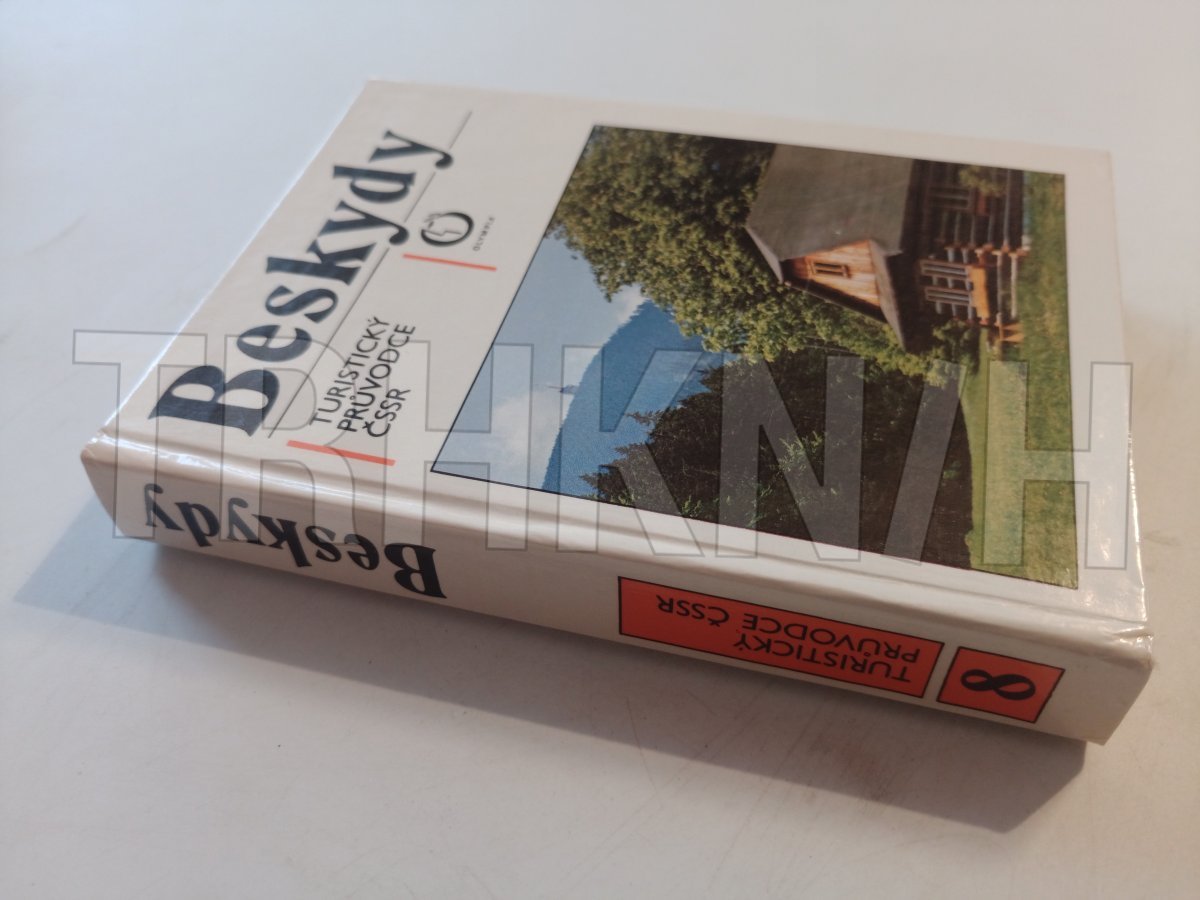 Beskydy
OLYMPIA
TURISTICKÝ
PRŮVODCE
ČSSR
Beskydy
TURISTICKÝ
PRŮVODCE ČSSR
8
TRHKNIH